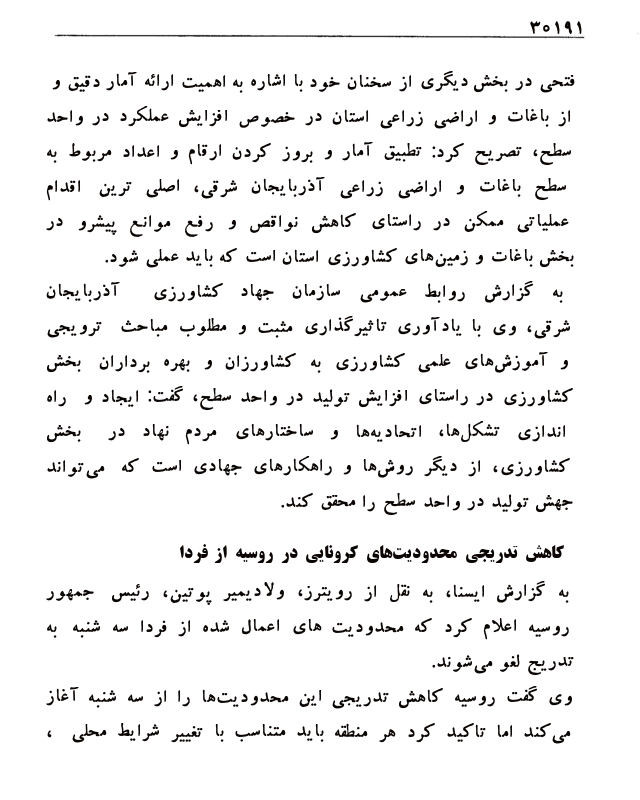 ۳۰۱۹۱
فتحی در بخش دیگری از سخنان خود با اشاره به اهمیت ارائه آمار دقیق و
از باغات و اراضی زراعی استان در خصوص افزایش عملکرد در واحد
سطح، تصریح کرد: تطبیق آمار و بروز کردن ارقام و اعداد مربوط به
سطح باغات و اراضی زراعی آذربایجان شرقی، اصلی ترین اقدام
عملیاتی ممکن در راستای کاهش نواقص و رفع موانع پیشرو در
بخش باغات و زمین‌های کشاورزی استان است که باید عملی شود.
به گزارش روابط عمومی سازمان جهاد کشاورزی آذربایجان
شرقی، وی با یادآوری تاثیرگذاری مثبت و مطلوب مباحث ترویجی
و آموزش‌های علمی کشاورزی به کشاورزان و بهره برداران بخش
کشاورزی در راستای افزایش تولید در واحد سطح، گفت: ایجاد و راه
اندازی تشکل‌ها، اتحادیه‌ها و ساختارهای مردم نهاد در بخش
کشاورزی، از دیگر روش‌ها و راهکارهای جهادی است که می‌تواند
جهش تولید در واحد سطح را محقق کند.
کاهش تدریجی محدودیت‌های کرونایی در روسیه از فردا
به گزارش ایسنا، به نقل از رویترز، ولادیمیر پوتین، رئیس جمهور
روسیه اعلام کرد که محدودیت های اعمال شده از فردا سه شنبه به
تدریج لغو می‌شوند.
وی گفت روسیه کاهش تدریجی این محدودیت‌ها را از سه شنبه آغاز
می‌کند اما تاکید کرد هر منطقه باید متناسب با تغییر شرایط محلی ،